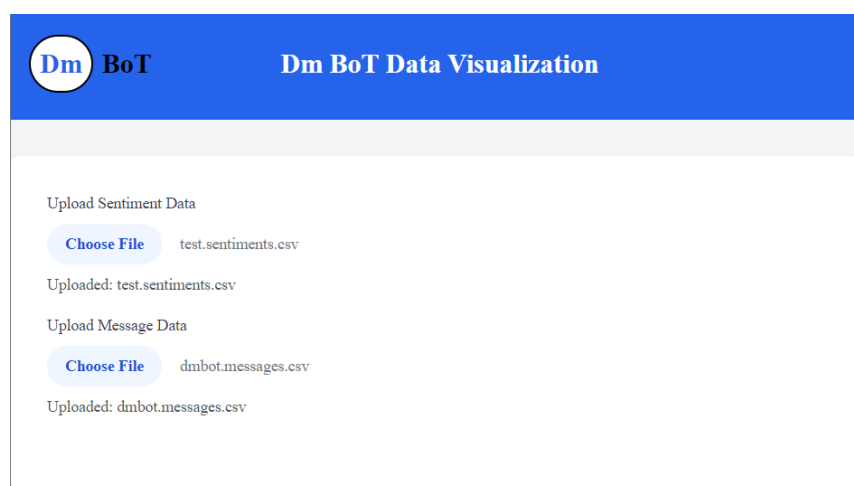 Dm BoT
Dm BoT Data Visualization
Upload Sentiment Data
Choose File test.sentiments.csv
Uploaded: test.sentiments.csv
Upload Message Data
Choose File dmbot.messages.csv
Uploaded: dmbot.messages.csv